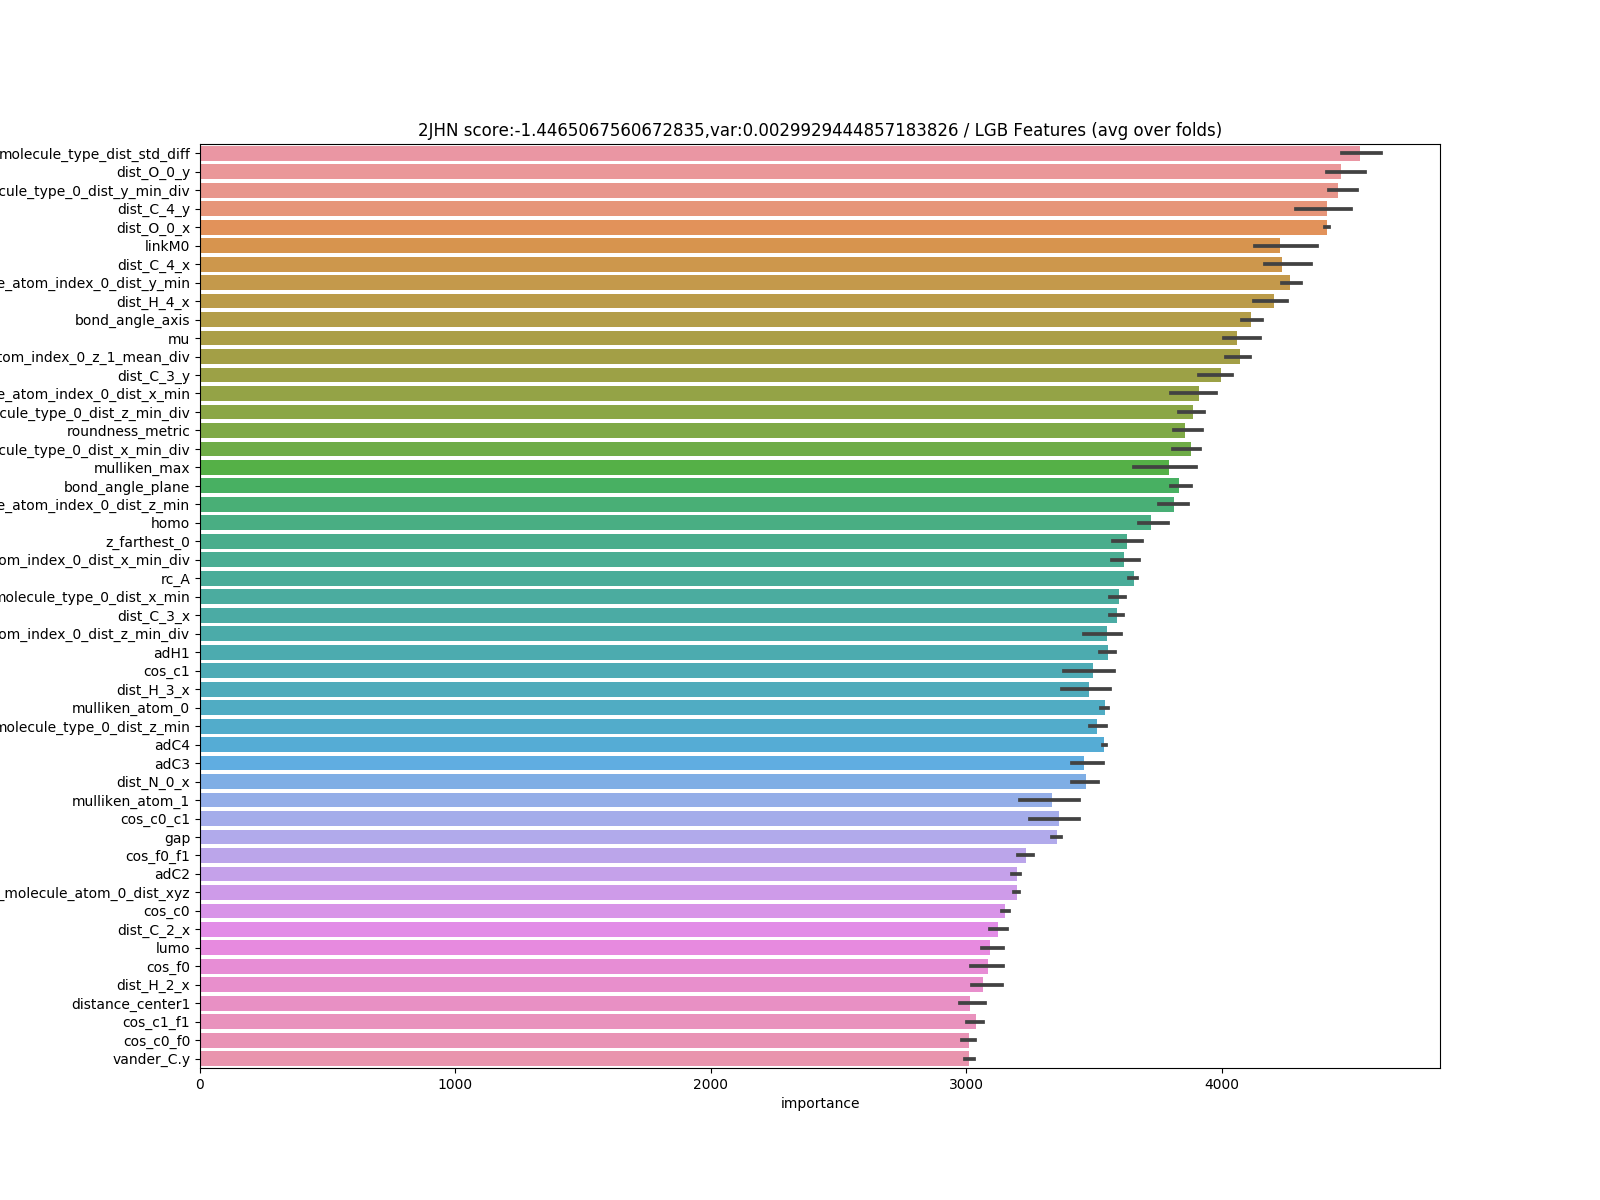 2JHN score:-1.4465067560672835,var:0.0029929444857183826 / LGB Features (avg over folds)
molecule_type_dist_std_diff
dist_O_0_y
cule_type_0_dist_y_min_div
dist_C_4_y
dist_O_0_x
linkM0
dist_C_4_x
e_atom_index_0_dist_y_min
dist_H_4_x
bond_angle_axis
mu
tom_index_0_z_1_mean_div
dist_C_3_y
e_atom_index_0_dist_x_min
cule_type_0_dist_z_min_div
roundness_metric
cule_type_0_dist_x_min_div
mulliken_max
bond_angle_plane
e_atom_index_0_dist_z_min
homo
z_farthest_0
om_index_0_dist_x_min_div
rc_A
molecule_type_0_dist_x_min
dist_C_3_x
om_index_0_dist_z_min_div
adH1
cos_c1
dist_H_3_x
mulliken_atom_0
molecule_type_0_dist_z_min
adC4
adC3
dist_N_0_x
mulliken_atom_1
cos_c0_c1
gap
cos_f0_f1
adC2
_molecule_atom_0_dist_xyz
cos_c0
dist_C_2_x
lumo
cos_f0
dist_H_2_x
distance_center1
cos_c1_f1
cos_c0_f0
vander_C.y
0 1000 2000 3000 4000
importance